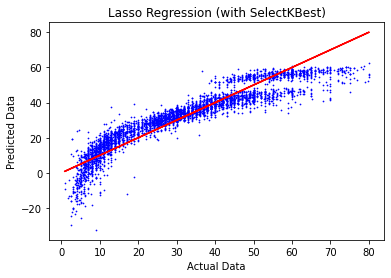 Lasso Regression (with SelectKBest)
80
60
40
20
0
−20
Predicted Data
0 10 20 30 40 50 60 70 80
Actual Data